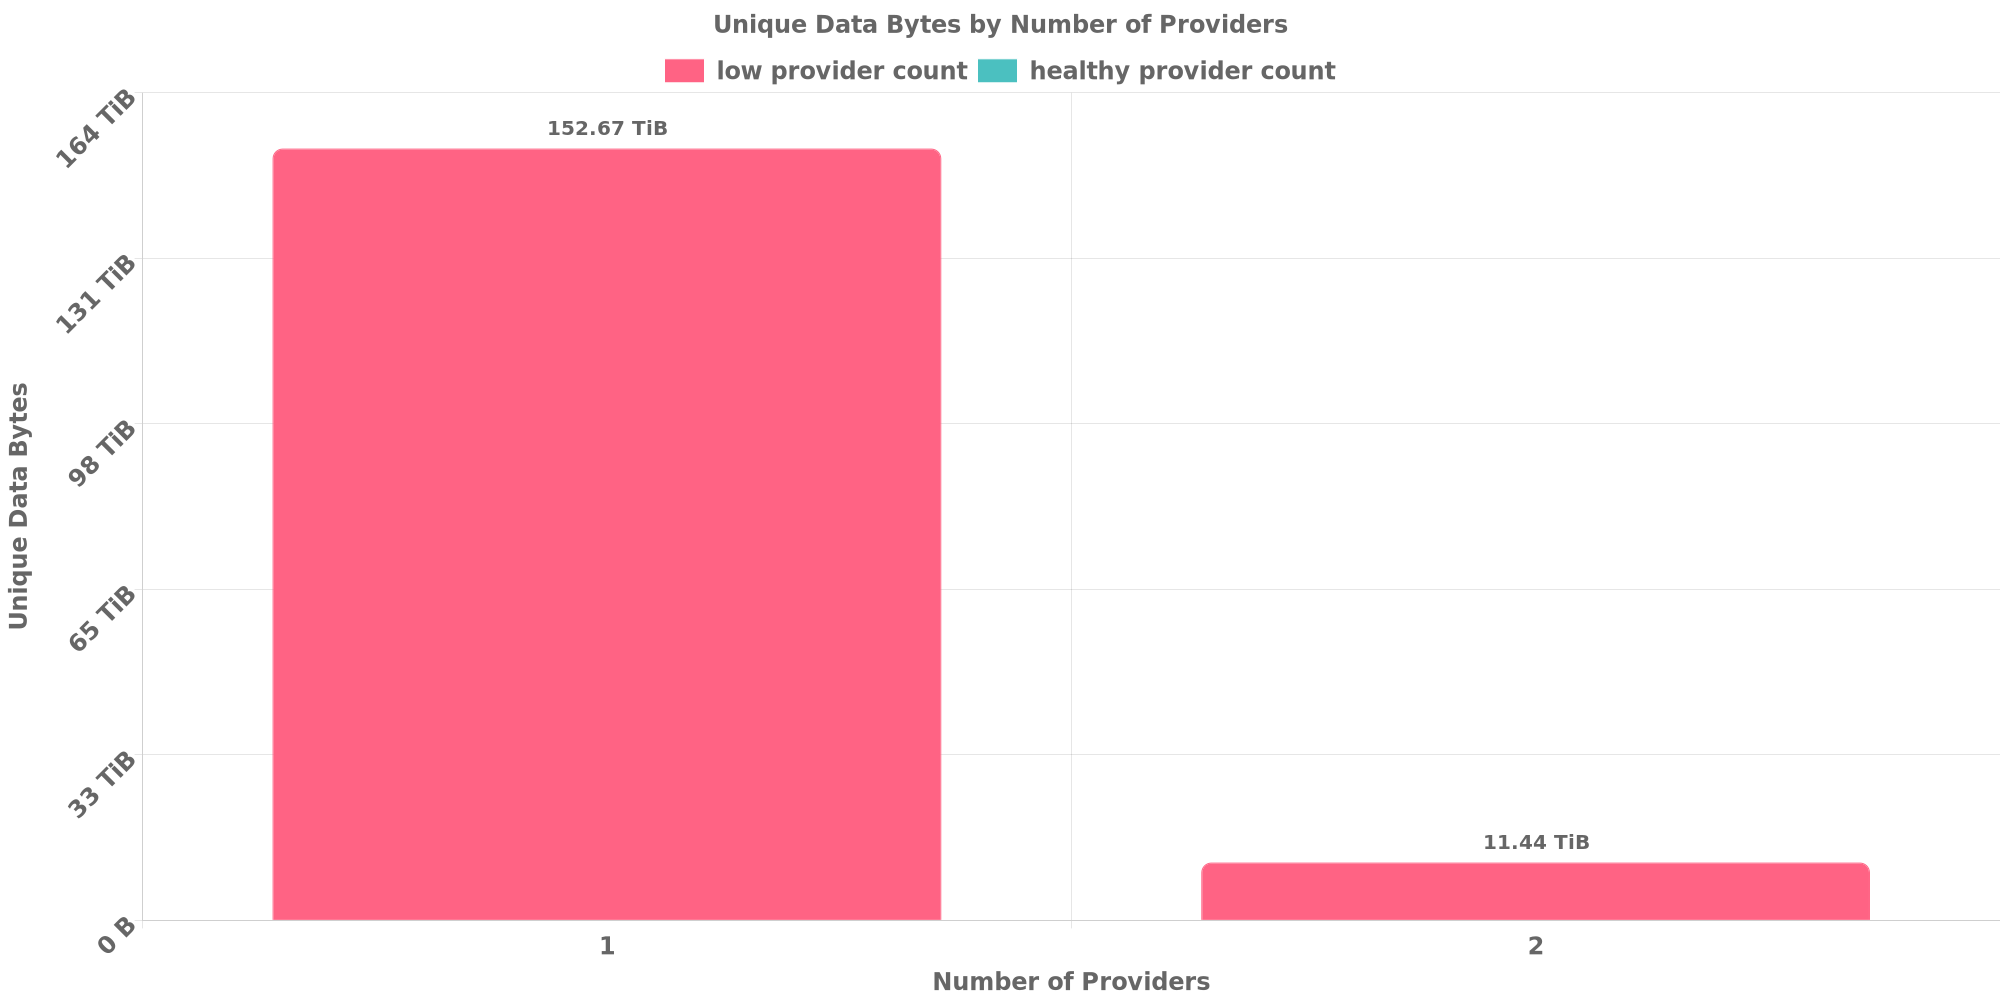 Unique Data Bytes by Number of Providers
low provider count
healthy provider count
164 TiB
131 TiB
98 TiB
65 TiB
33 TiB
0 B
Unique Data Bytes
152.67 TiB
11.44 TiB
1
2
Number of Providers